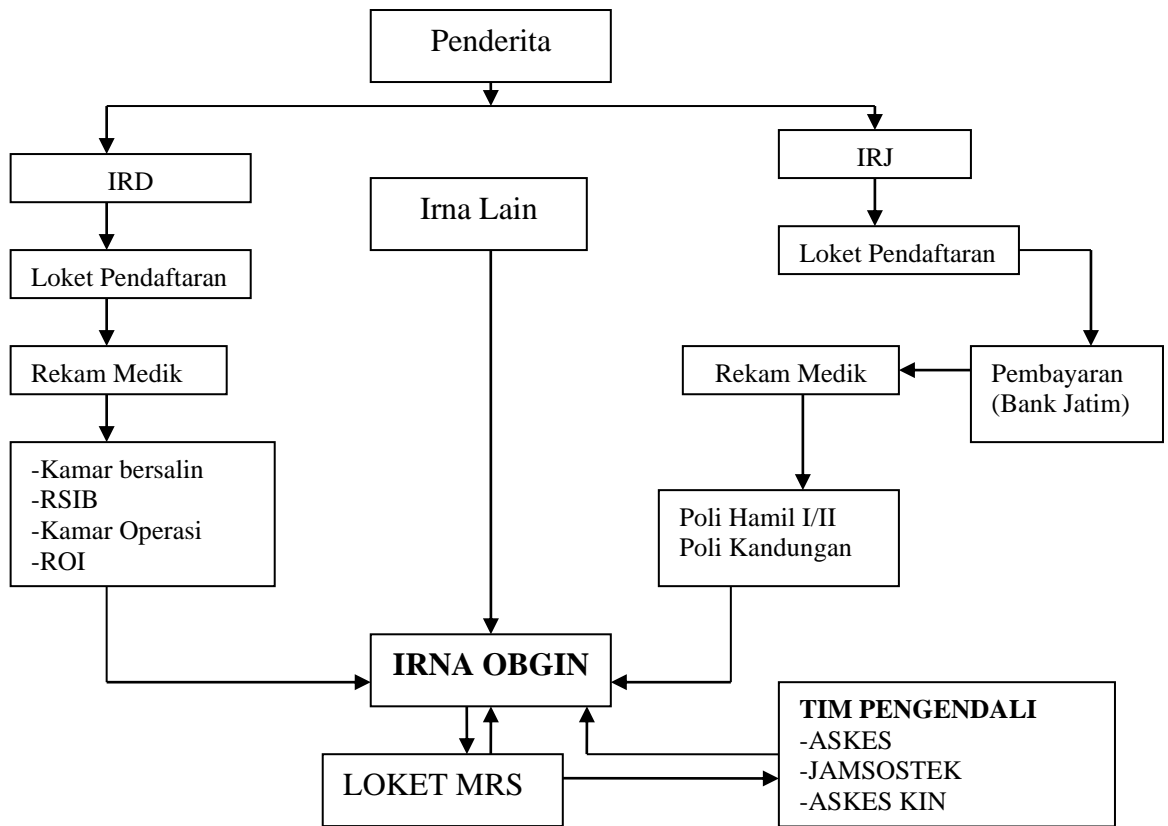 Penderita
IRD
IRJ
Irna Lain
Loket Pendaftaran
Loket Pendaftaran
Rekam Medik
Rekam Medik
Pembayaran
(Bank Jatim)
-Kamar bersalin
-RSIB
-Kamar Operasi
-ROI
Poli Hamil I/II
Poli Kandungan
IRNA OBGIN
LOKET MRS
TIM PENGENDALI
-ASKES
-JAMSOSTEK
-ASKES KIN